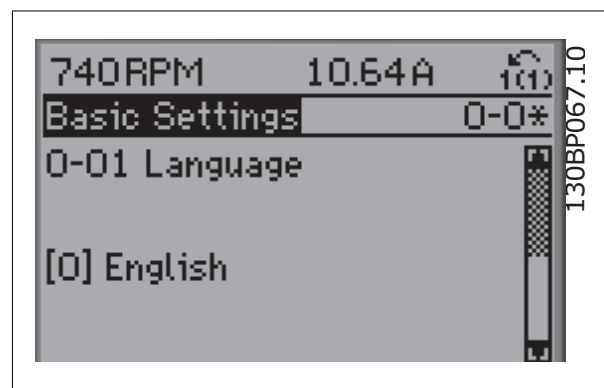 740RPM 10.64A 1(1)
Basic Settings 0-0*
0-01 Language
[0] English
130BP067.10